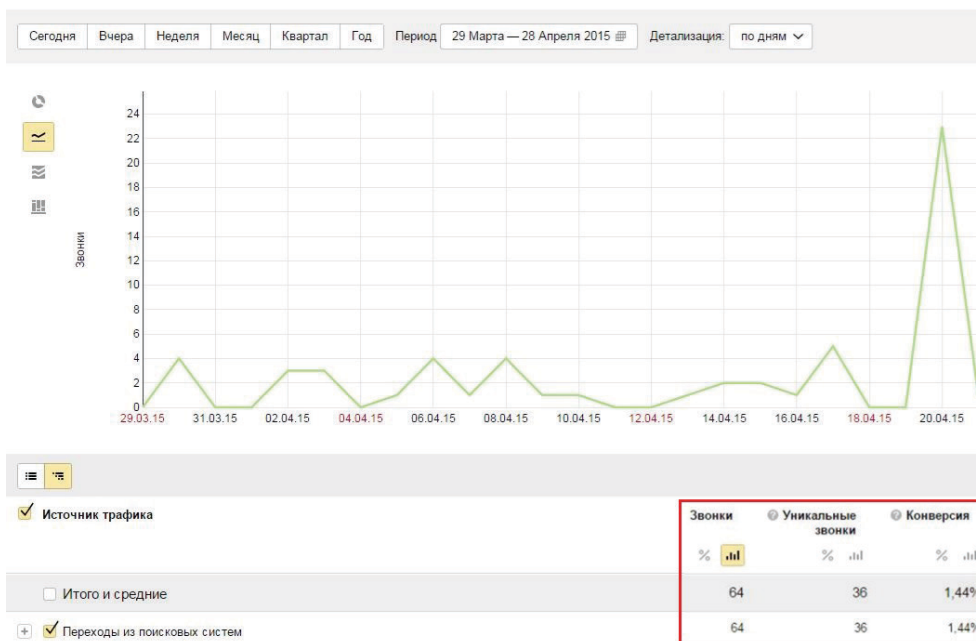 Сегодня Вчера Неделя Месяц Квартал Год Период 29 Марта — 28 Апреля 2015 Детализация: по дням
24
22
20
18
16
14
12
10
8
6
4
2
0
Звонки
29.03.15 31.03.15 02.04.15 04.04.15 06.04.15 08.04.15 10.04.15 12.04.15 14.04.15 16.04.15 18.04.15 20.04.15
Источник трафика Звонки Уникальные Конверсия
звонки
% % %
Итого и средние 64 36 1,44%
Переходы из поисковых систем 64 36 1,44%